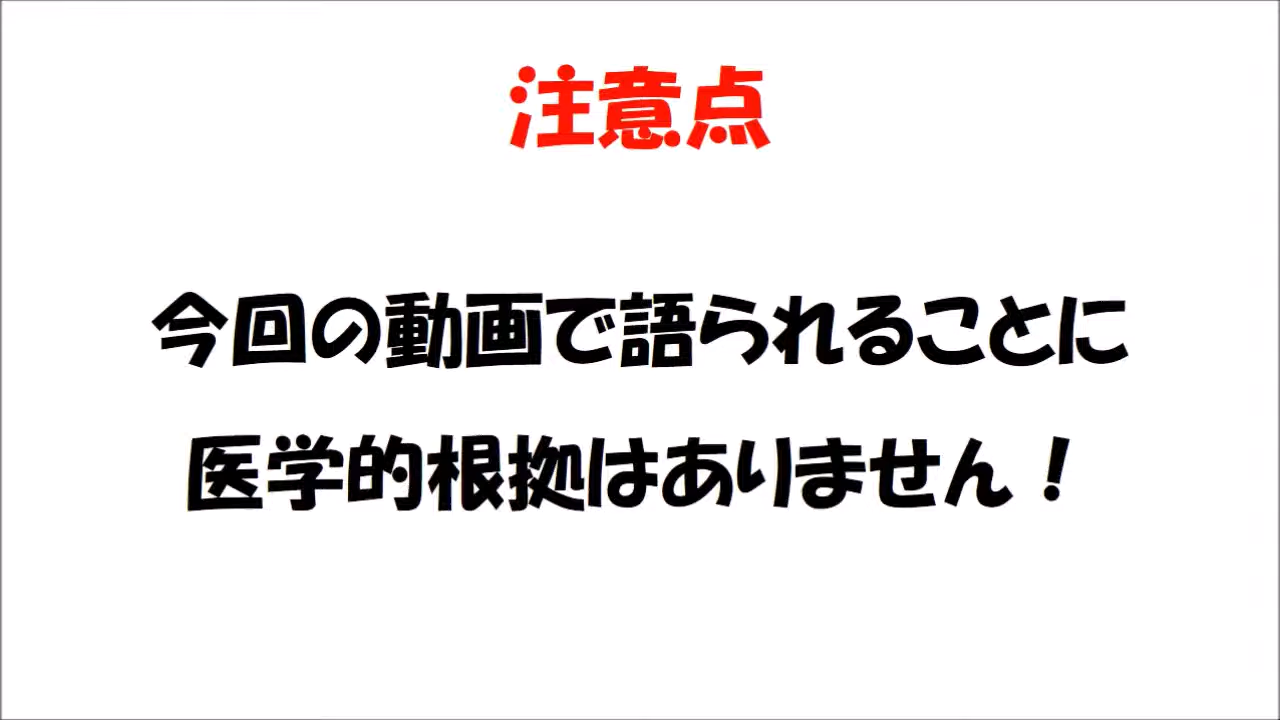 注意点
今回の動画で語られることに
医学的根拠はありません！